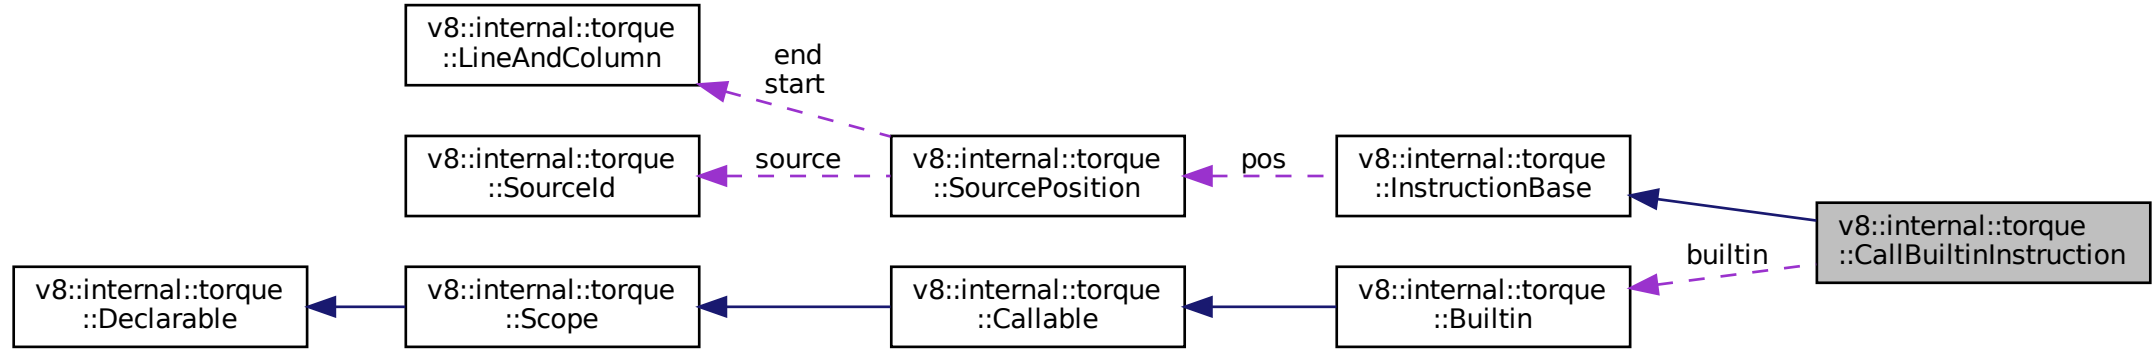 v8::internal::torque
::LineAndColumn
end
start
v8::internal::torque
::SourceId
source
v8::internal::torque
::SourcePosition
pos
v8::internal::torque
::InstructionBase
v8::internal::torque
::CallBuiltinInstruction
builtin
v8::internal::torque
::Declarable
v8::internal::torque
::Scope
v8::internal::torque
::Callable
v8::internal::torque
::Builtin